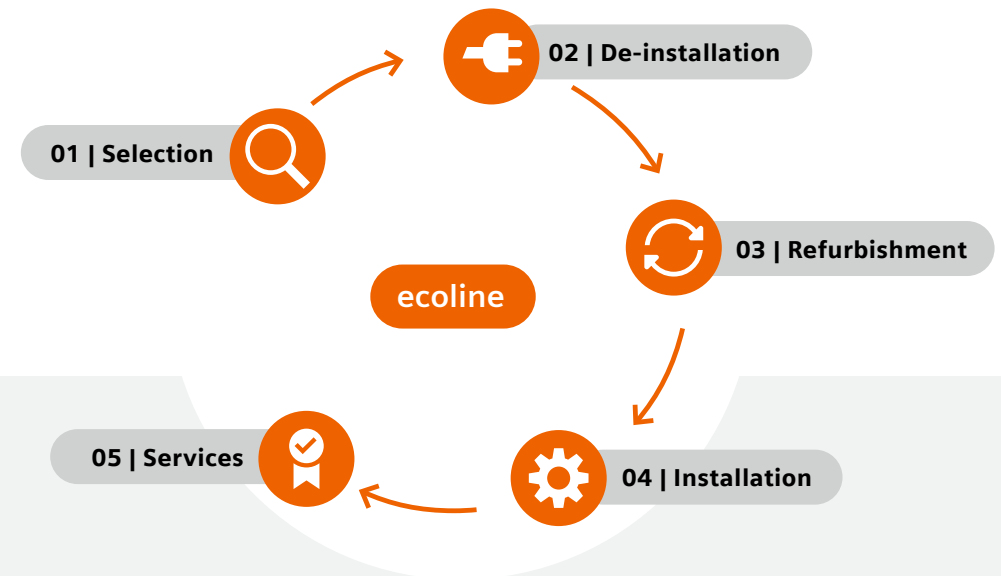 01 | Selection
02 | De-installation
03 | Refurbishment
04 | Installation
05 | Services
ecoline